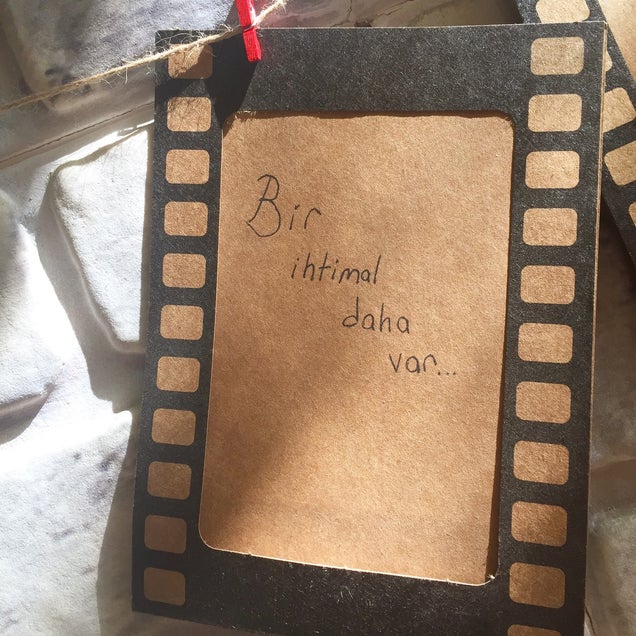 Bir
ihtimal
daha
var...